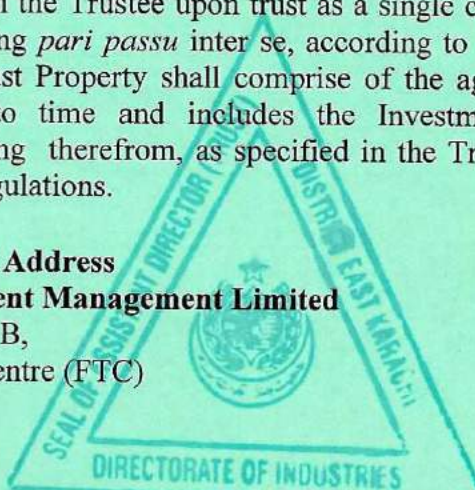 the Trustee upon trust as a single c
ng pari passu inter se, according to
st Property shall comprise of the ag
to time and includes the Investm
ng therefrom, as specified in the Tr
gulations.
Address
ent Management Limited
B,
entre (FTC)
SEAL OF ASSISTANT DIRECTOR (TRUST)
DISTRICT EAST KARACHI
DIRECTORATE OF INDUSTRIES